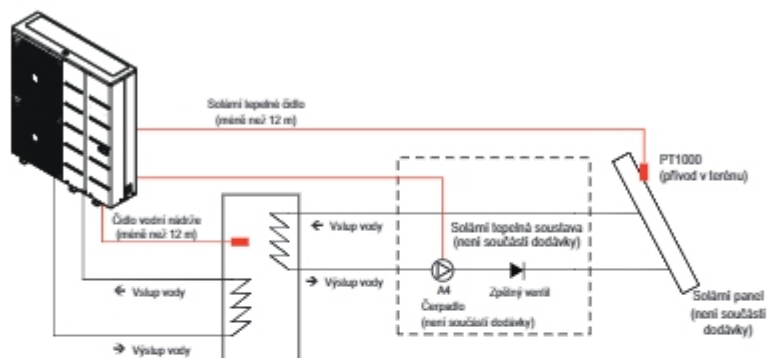 Solární tepelné čidlo
(méně než 12 m)
PT1000
(přívod v terénu)
Čidlo vodní nádrže
(méně než 12 m)
← Vstup vody
Solární tepelná soustava
(není součástí dodávky)
→ Výstup vody
A4
Čerpadlo
(není součástí dodávky)
Zpětný ventil
← Vstup vody
→ Výstup vody
Solární panel
(není součástí
dodávky)